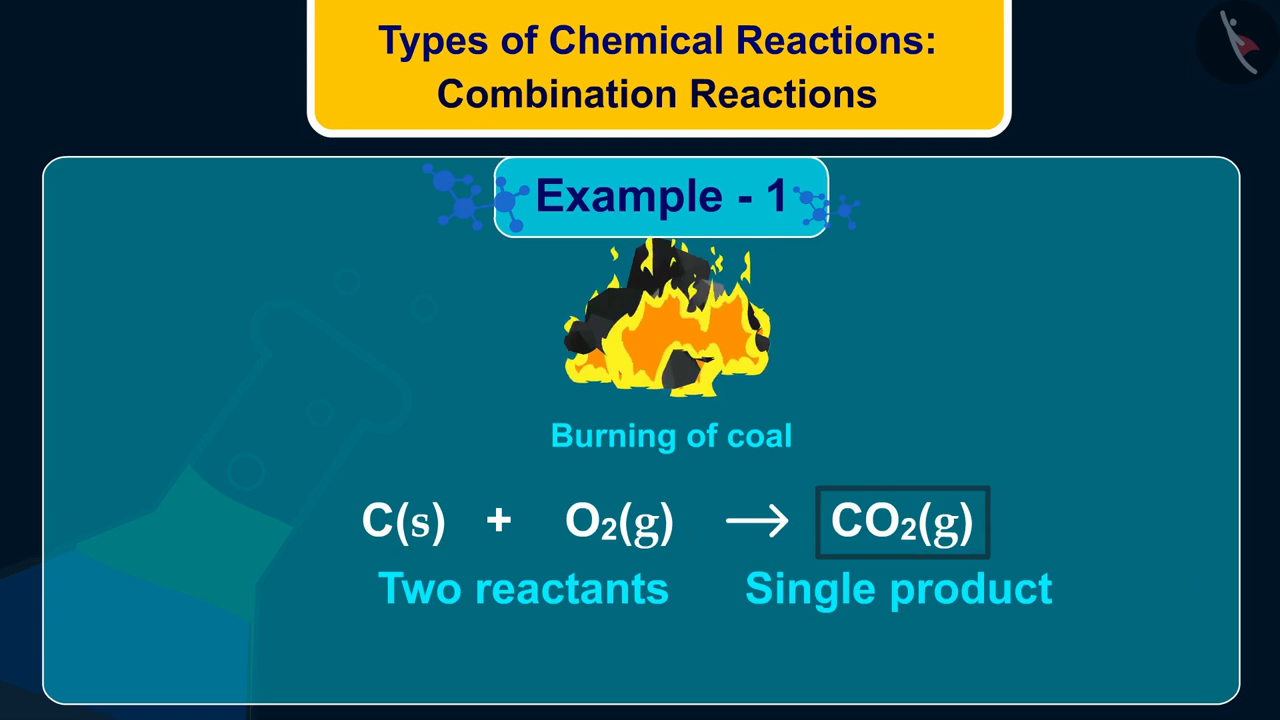 Types of Chemical Reactions:
Combination Reactions
Example - 1
Burning of coal
C(s) + O₂(g) → CO₂(g)
Two reactants Single product